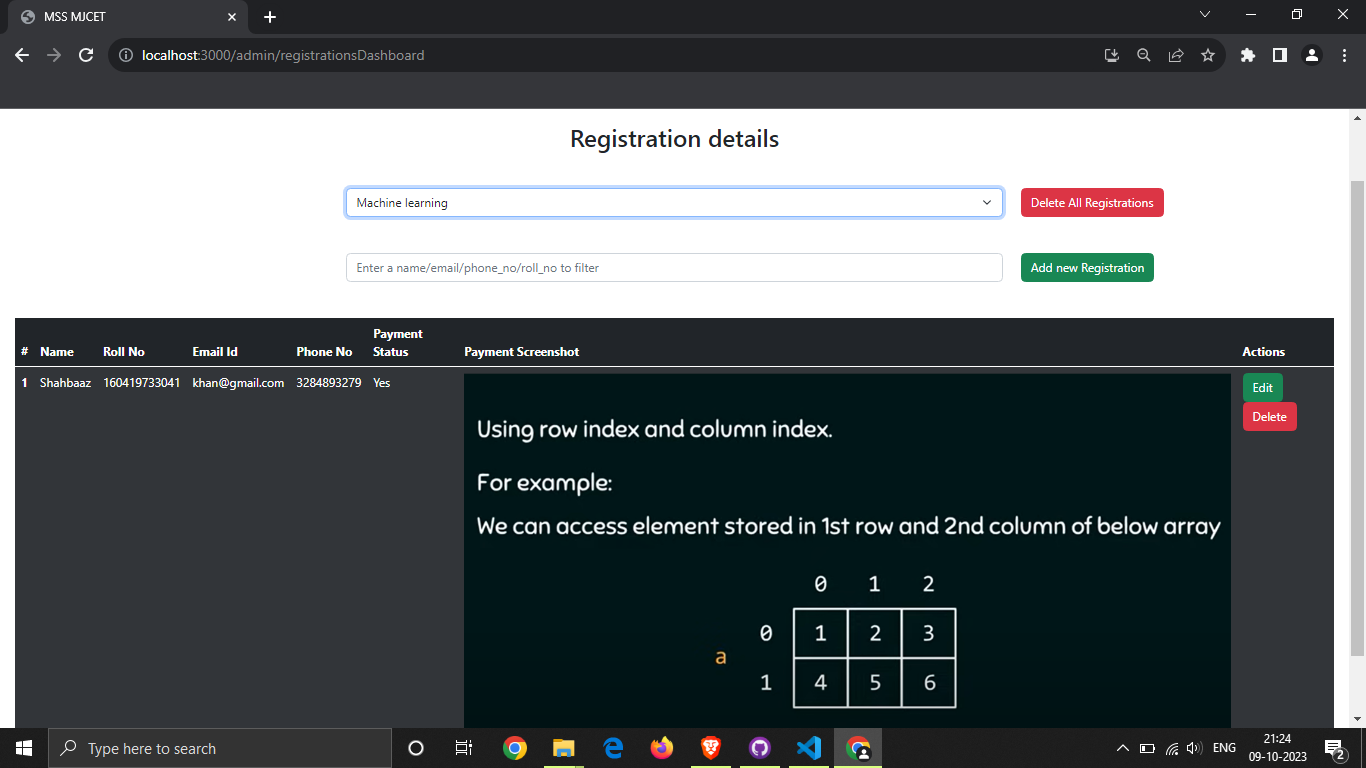 MSS MJCET
localhost:3000/admin/registrationsDashboard
Registration details
Machine learning
Delete All Registrations
Enter a name/email/phone_no/roll_no to filter
Add new Registration
# Name Roll No Email Id Phone No Payment Status Payment Screenshot Actions
1 Shahbaaz 160419733041 khan@gmail.com 3284893279 Yes Edit
Delete
Using row index and column index.
For example:
We can access element stored in 1st row and 2nd column of below array
0 1 2
0 1 2 3
a
1 4 5 6
Type here to search
ENG
21:24
09-10-2023
2